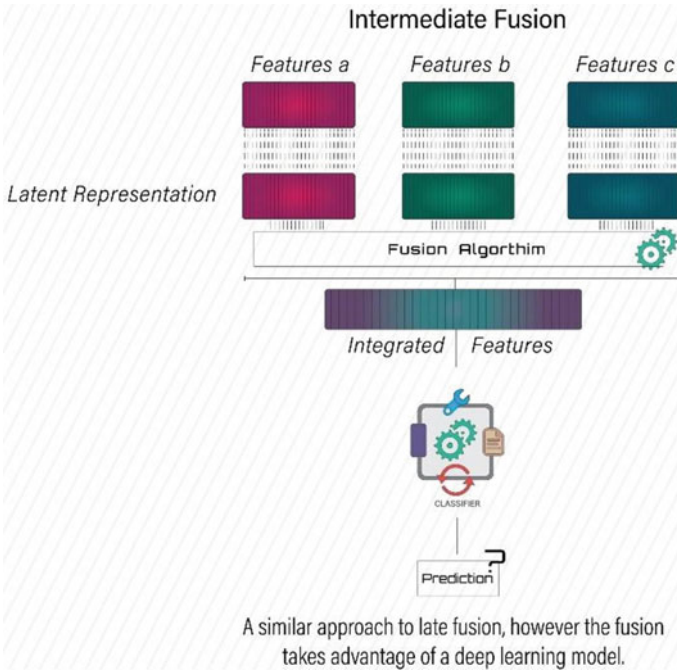 Intermediate Fusion
Features a Features b Features c
Latent Representation
Fusion Algorthim
Integrated Features
CLASSIFIER
Prediction ?
A similar approach to late fusion, however the fusion
takes advantage of a deep learning model.